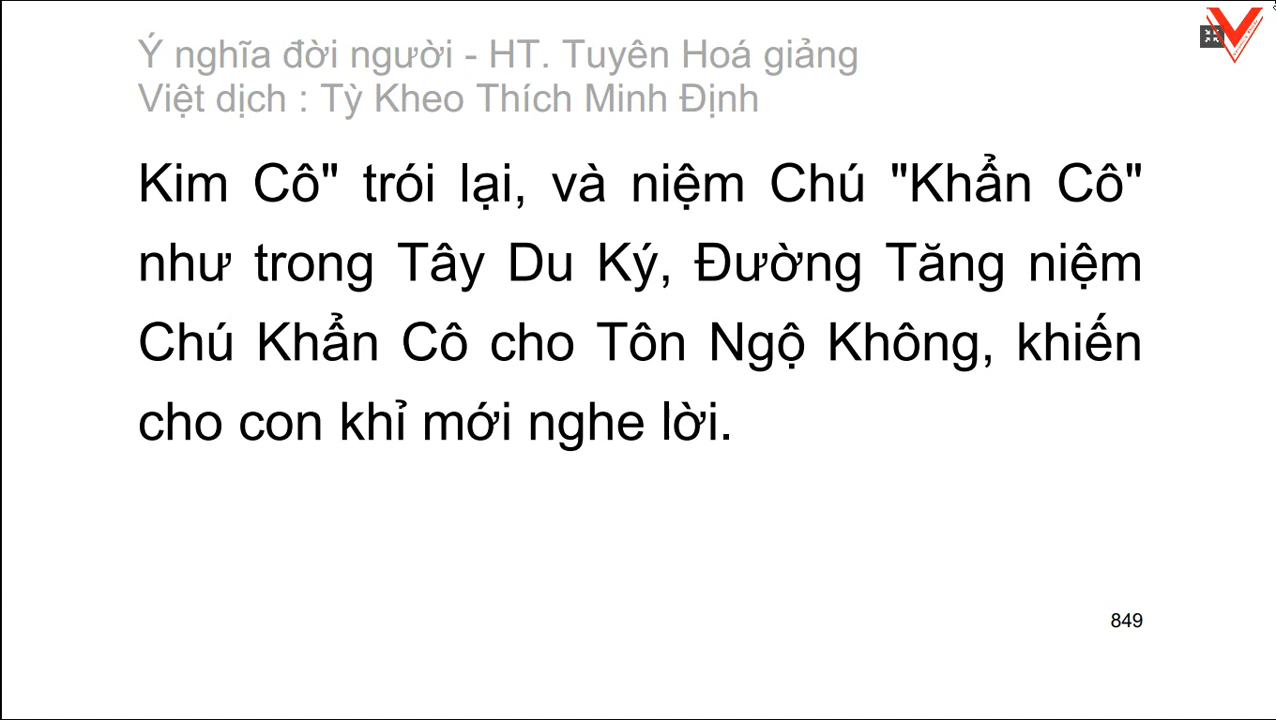 Ý nghĩa đời người - HT. Tuyên Hoá giảng
Việt dịch : Tỳ Kheo Thích Minh Định
Kim Cô" trói lại, và niệm Chú "Khẩn Cô"
như trong Tây Du Ký, Đường Tăng niệm
Chú Khẩn Cô cho Tôn Ngộ Không, khiến
cho con khỉ mới nghe lời.
849